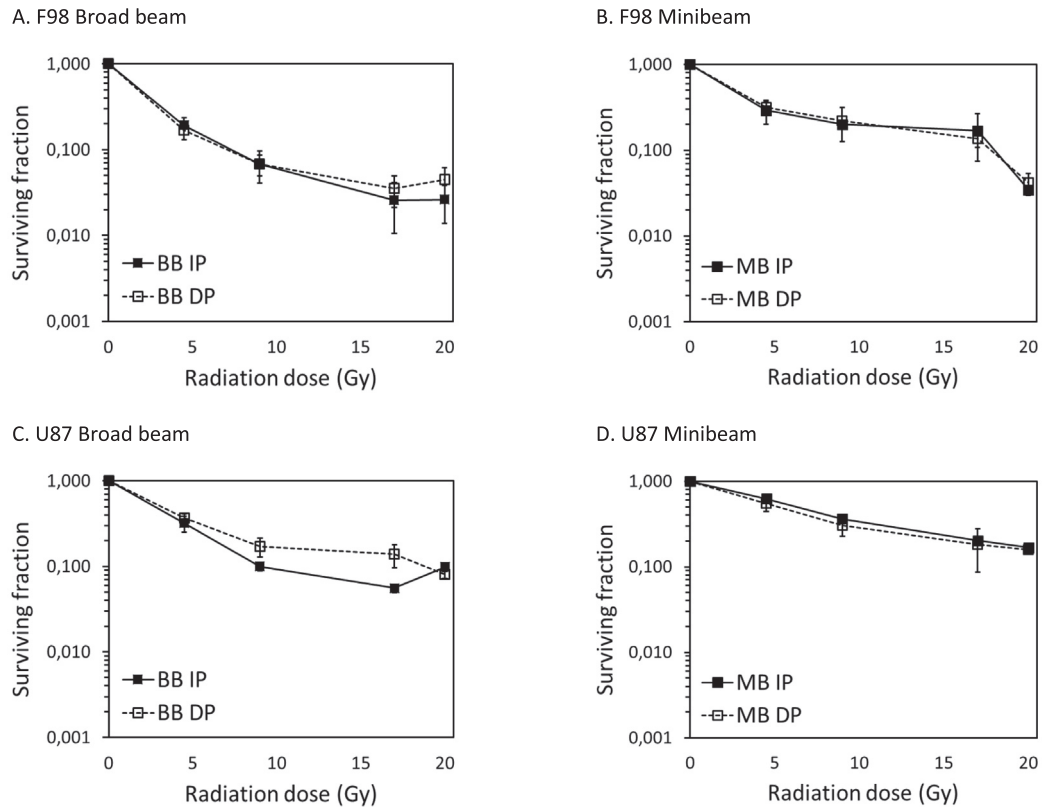 A. F98 Broad beam
1,000
0,100
0,010
0,001
Surviving fraction
BB IP
BB DP
0 5 10 15 20
Radiation dose (Gy)
B. F98 Minibeam
1,000
0,100
0,010
0,001
Surviving fraction
MB IP
MB DP
0 5 10 15 20
Radiation dose (Gy)
C. U87 Broad beam
1,000
0,100
0,010
0,001
Surviving fraction
BB IP
BB DP
0 5 10 15 20
Radiation dose (Gy)
D. U87 Minibeam
1,000
0,100
0,010
0,001
Surviving fraction
MB IP
MB DP
0 5 10 15 20
Radiation dose (Gy)